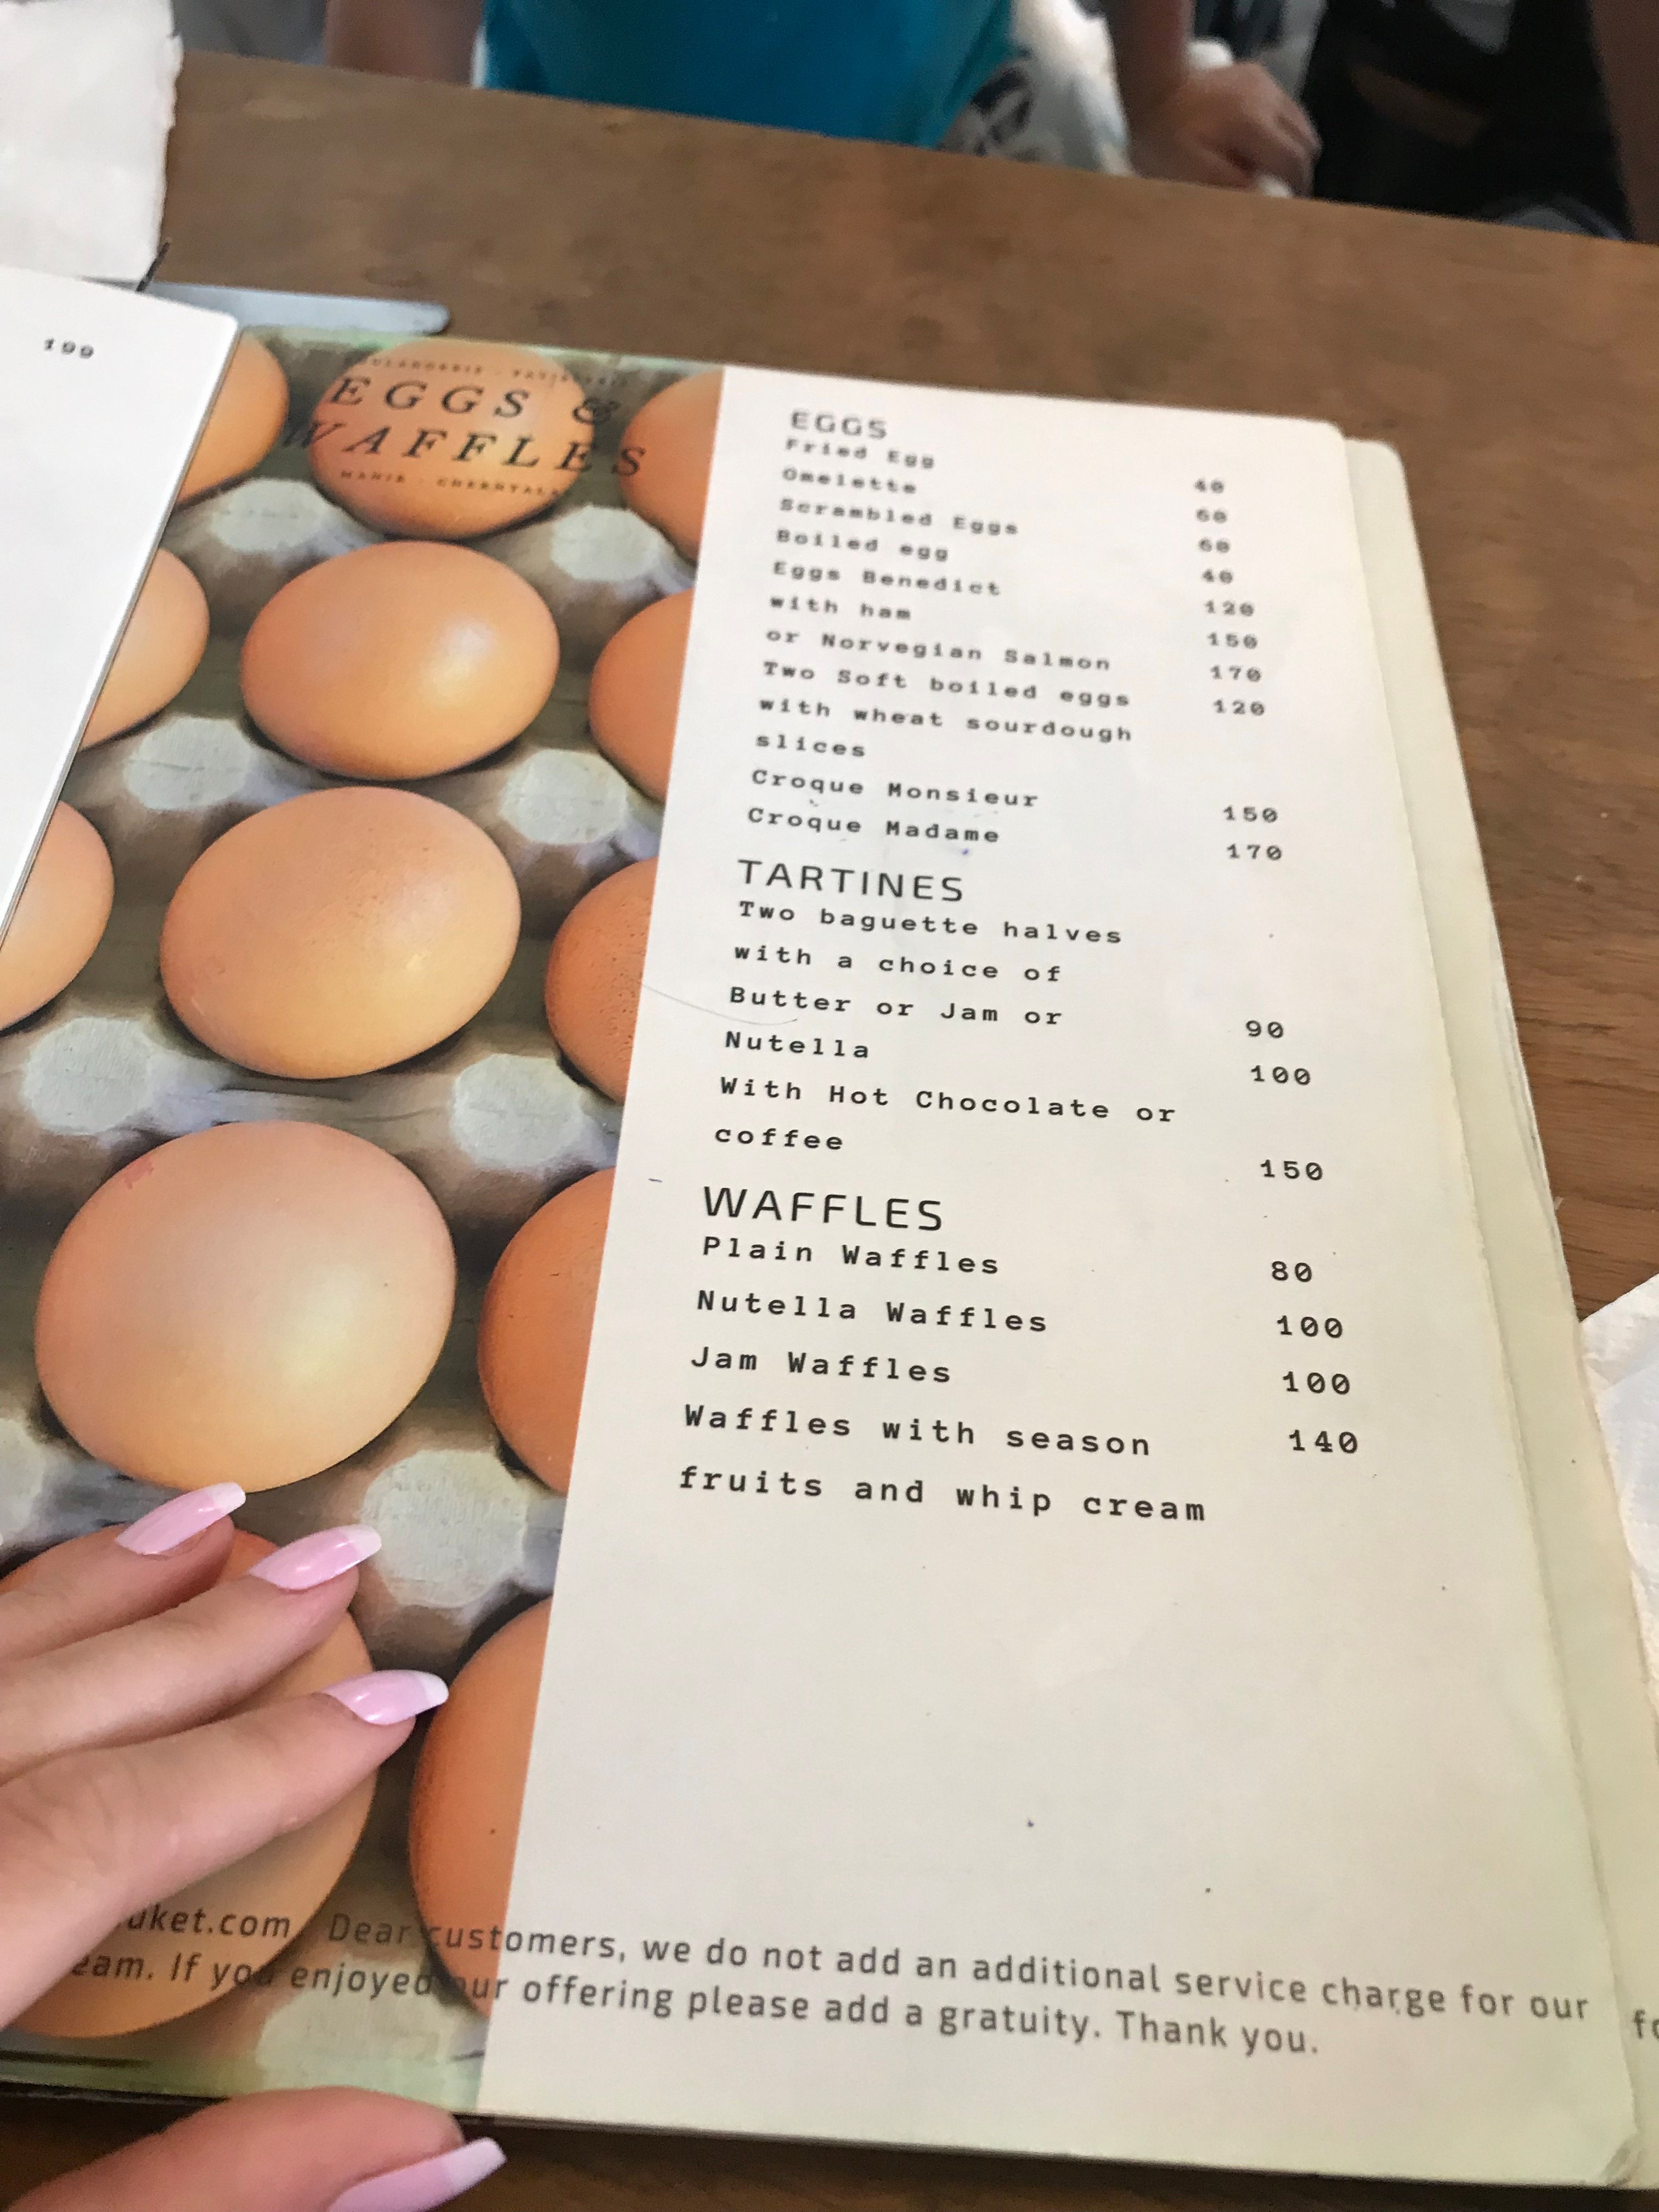 199
EGGS &
WAFFLES
EGGS
Fried Egg 40
Omelette 60
Scrambled Eggs 60
Boiled egg 40
Eggs Benedict 120
with ham 150
or Norvegian Salmon 170
Two Soft boiled eggs 120
with wheat sourdough
slices
Croque Monsieur 150
Croque Madame 170
TARTINES
Two baguette halves
with a choice of
Butter or Jam or 90
Nutella 100
With Hot Chocolate or
coffee 150
WAFFLES
Plain Waffles 80
Nutella Waffles 100
Jam Waffles 100
Waffles with season 140
fruits and whip cream
uket.com Dear customers, we do not add an additional service charge for our
eam. If you enjoyed our offering please add a gratuity. Thank you.